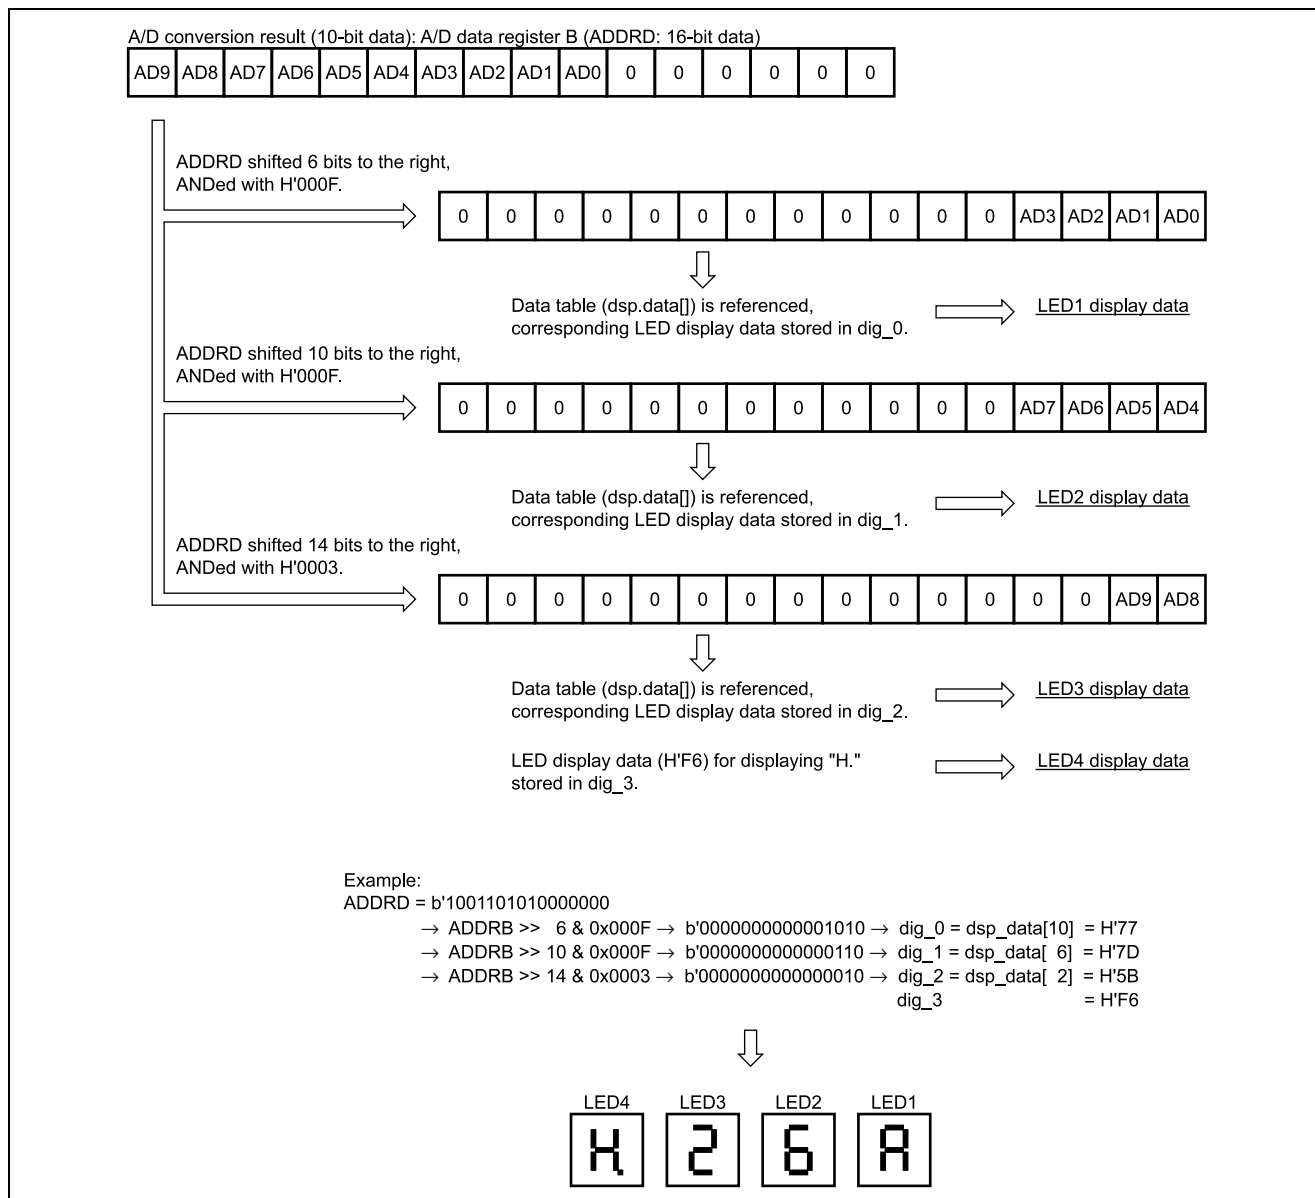 A/D conversion result (10-bit data): A/D data register B (ADDRD: 16-bit data)
AD9 AD8 AD7 AD6 AD5 AD4 AD3 AD2 AD1 AD0 0 0 0 0 0 0
ADDRD shifted 6 bits to the right,
ANDed with H'000F.
0 0 0 0 0 0 0 0 0 0 0 0 AD3 AD2 AD1 AD0
Data table (dsp.data[]) is referenced,
corresponding LED display data stored in dig_0.
LED1 display data
ADDRD shifted 10 bits to the right,
ANDed with H'000F.
0 0 0 0 0 0 0 0 0 0 0 0 AD7 AD6 AD5 AD4
Data table (dsp.data[]) is referenced,
corresponding LED display data stored in dig_1.
LED2 display data
ADDRD shifted 14 bits to the right,
ANDed with H'0003.
0 0 0 0 0 0 0 0 0 0 0 0 0 0 AD9 AD8
Data table (dsp.data[]) is referenced,
corresponding LED display data stored in dig_2.
LED3 display data
LED display data (H'F6) for displaying "H."
stored in dig_3.
LED4 display data
Example:
ADDRD = b'1001101010000000
→ ADDRB >> 6 & 0x000F → b'0000000000001010 → dig_0 = dsp_data[10] = H'77
→ ADDRB >> 10 & 0x000F → b'0000000000000110 → dig_1 = dsp_data[ 6] = H'7D
→ ADDRB >> 14 & 0x0003 → b'0000000000000010 → dig_2 = dsp_data[ 2] = H'5B
dig_3 = H'F6
LED4 LED3 LED2 LED1
H. 2 6 A